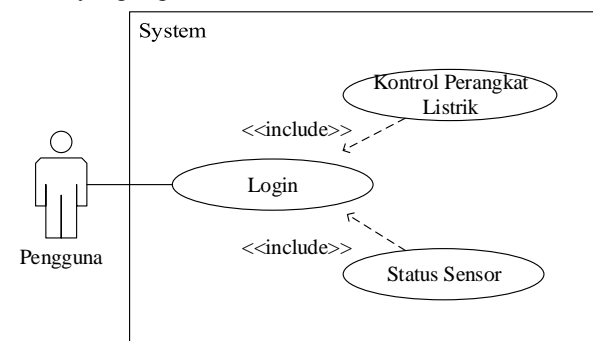 System
Kontrol Perangkat
Listrik
<<include>>
Login
Pengguna
<<include>>
Status Sensor